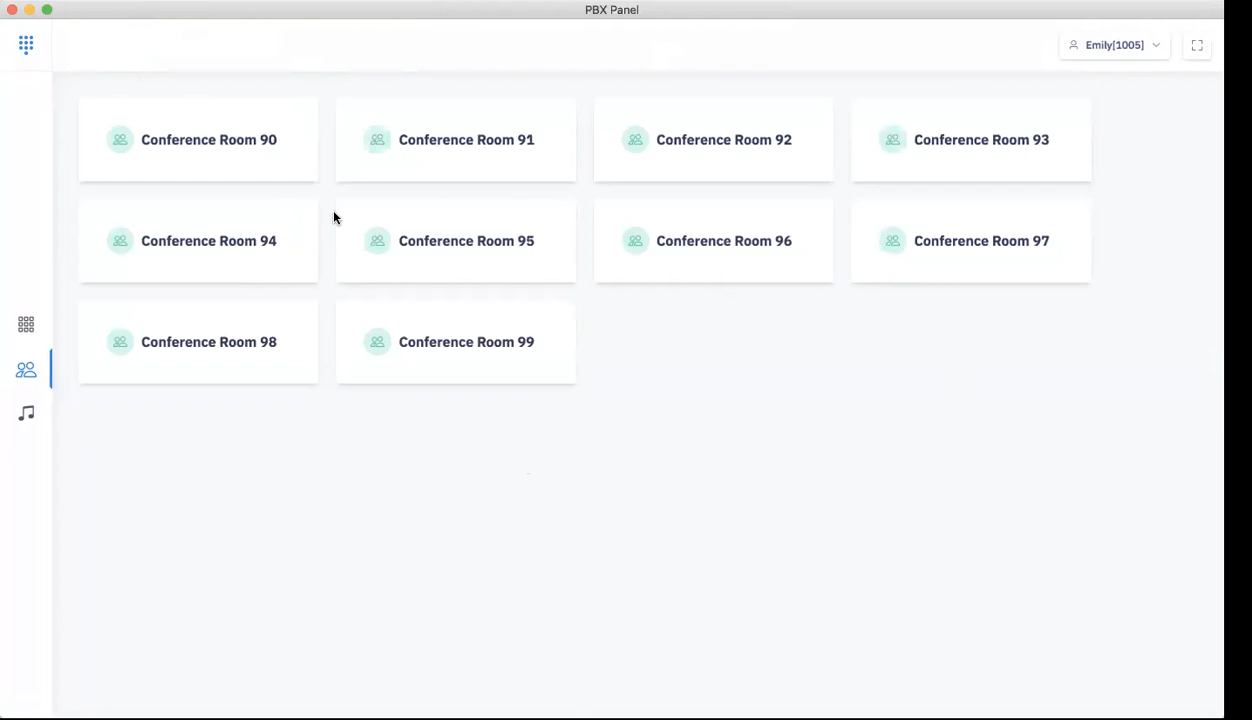 PBX Panel
Emily[1005]
Conference Room 90
Conference Room 91
Conference Room 92
Conference Room 93
Conference Room 94
Conference Room 95
Conference Room 96
Conference Room 97
Conference Room 98
Conference Room 99